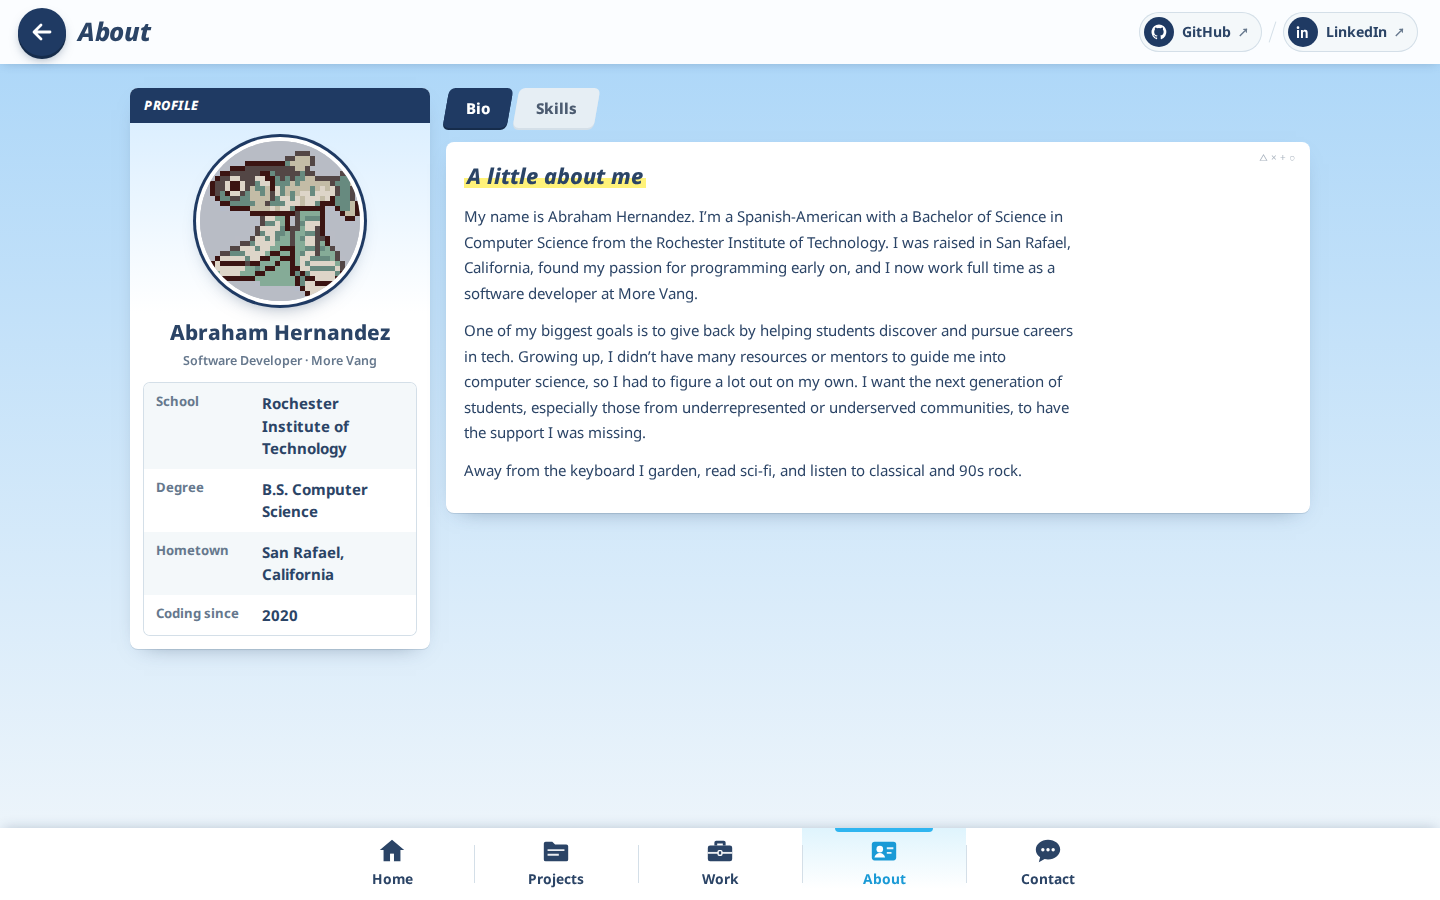 About
GitHub ↗
LinkedIn ↗
PROFILE
Abraham Hernandez
Software Developer · More Vang
School
Rochester
Institute of
Technology
Degree
B.S. Computer
Science
Hometown
San Rafael,
California
Coding since
2020
Bio
Skills
△ × + ○
A little about me
My name is Abraham Hernandez. I’m a Spanish-American with a Bachelor of Science in
Computer Science from the Rochester Institute of Technology. I was raised in San Rafael,
California, found my passion for programming early on, and I now work full time as a
software developer at More Vang.
One of my biggest goals is to give back by helping students discover and pursue careers
in tech. Growing up, I didn’t have many resources or mentors to guide me into
computer science, so I had to figure a lot out on my own. I want the next generation of
students, especially those from underrepresented or underserved communities, to have
the support I was missing.
Away from the keyboard I garden, read sci-fi, and listen to classical and 90s rock.
Home
Projects
Work
About
Contact